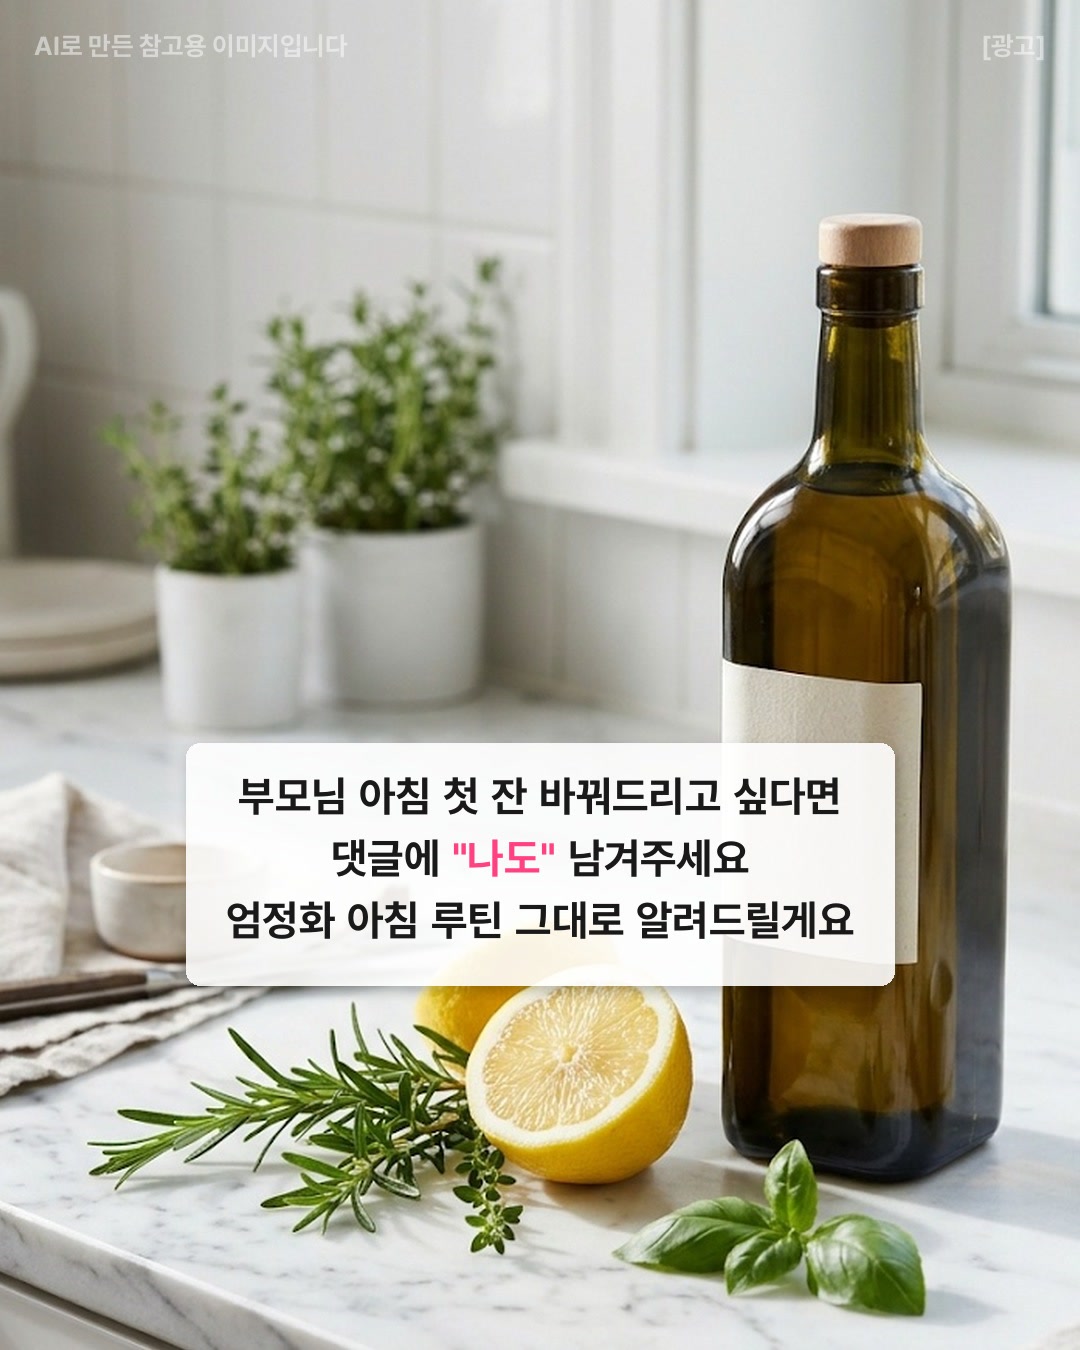 AI로 만든 참고용 이미지입니다
[광고]
부모님 아침 첫 잔 바꿔드리고 싶다면
댓글에 "나도" 남겨주세요
엄정화 아침 루틴 그대로 알려드릴게요